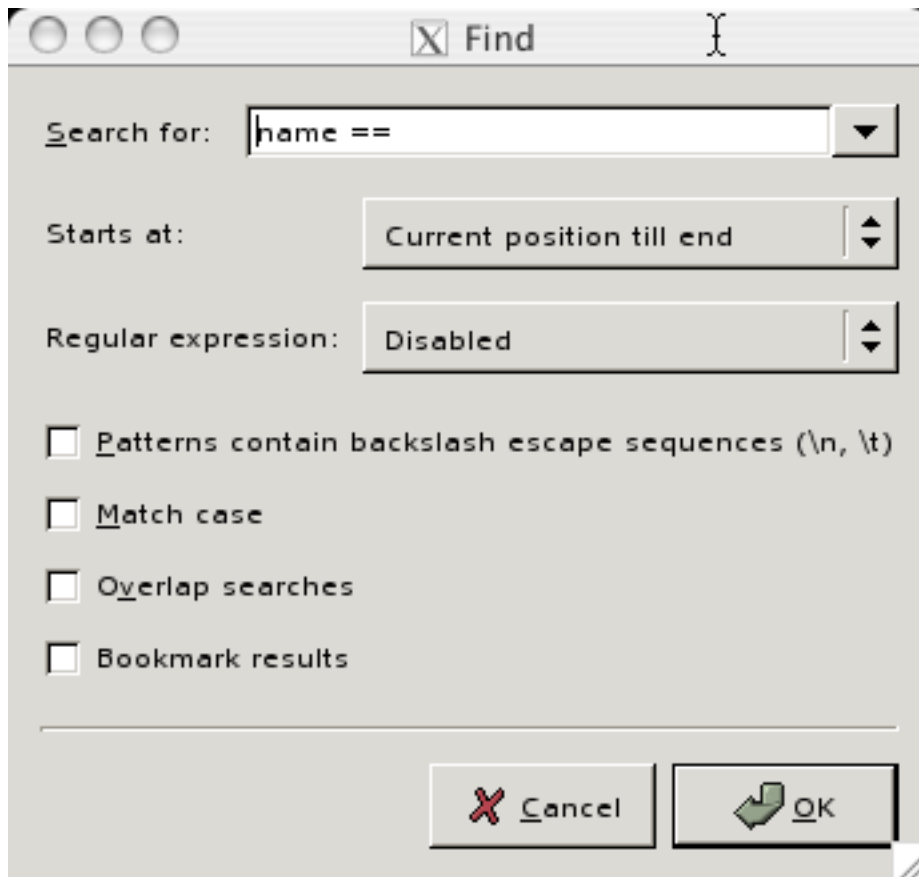 Find
Search for: name ==
Starts at: Current position till end
Regular expression: Disabled
Patterns contain backslash escape sequences (\n, \t)
Match case
Overlap searches
Bookmark results
Cancel OK